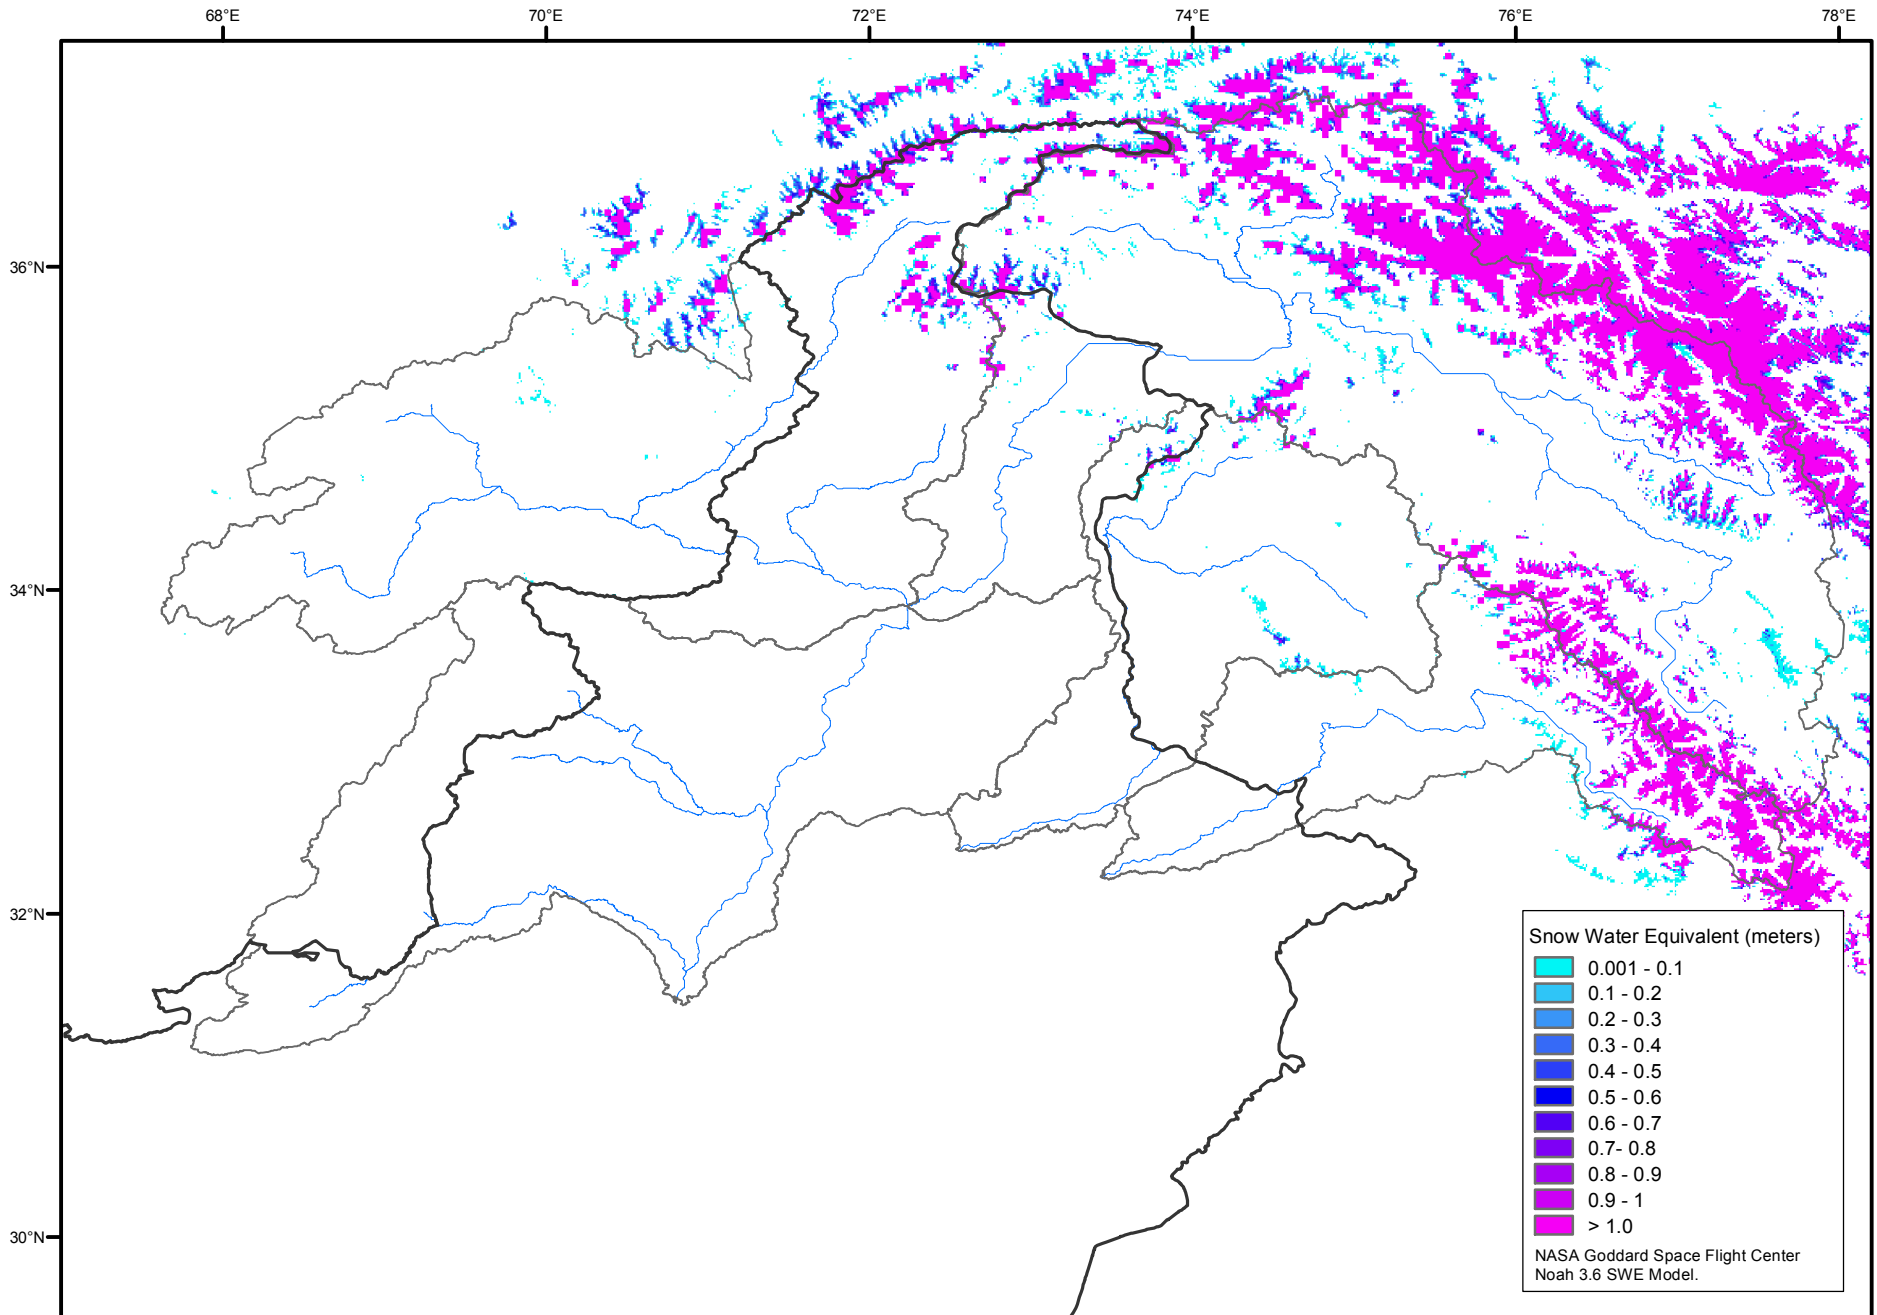 68°E 70°E 72°E 74°E 76°E 78°E
36°N
34°N
32°N
30°N
Snow Water Equivalent (meters)
0.001 - 0.1
0.1 - 0.2
0.2 - 0.3
0.3 - 0.4
0.4 - 0.5
0.5 - 0.6
0.6 - 0.7
0.7- 0.8
0.8 - 0.9
0.9 - 1
> 1.0
NASA Goddard Space Flight Center
Noah 3.6 SWE Model.